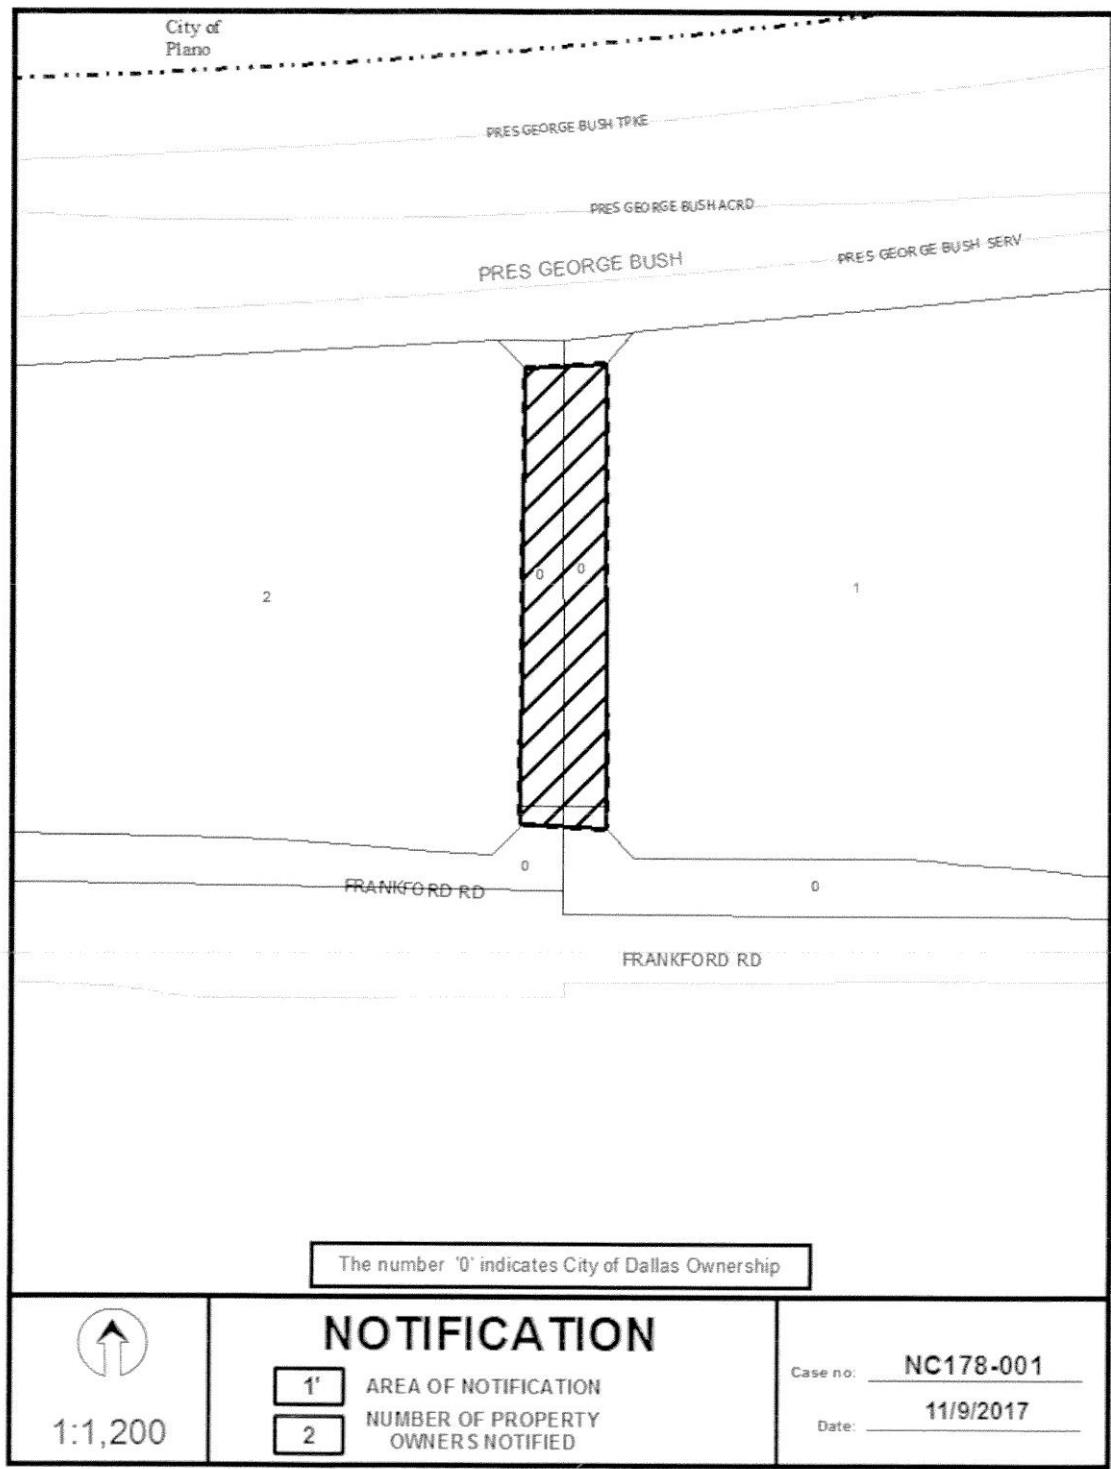 City of
Plano
PRES GEORGE BUSH TPKE
PRES GEORGE BUSH ACRD
PRES GEORGE BUSH SERV
PRES GEORGE BUSH
0
0
2
1
0
FRANKFORD RD
0
FRANKFORD RD
The number '0' indicates City of Dallas Ownership
1:1,200
NOTIFICATION
1' AREA OF NOTIFICATION
2 NUMBER OF PROPERTY
OWNERS NOTIFIED
Case no: NC178-001
Date: 11/9/2017